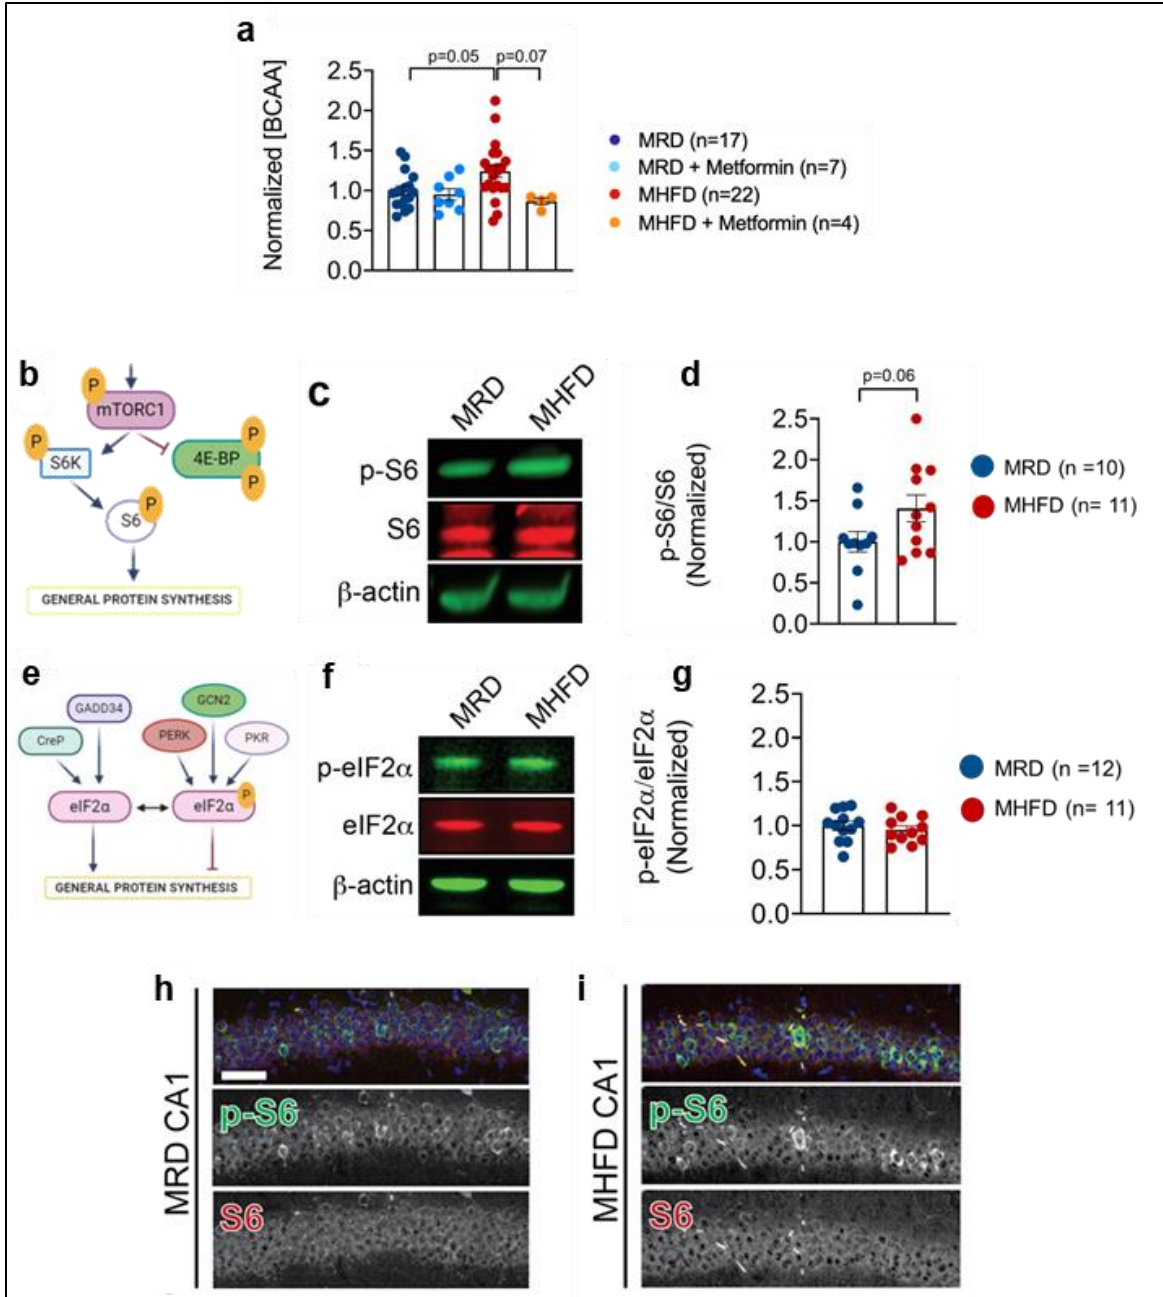 a
p=0.05
p=0.07
Normalized [BCAA]
2.5
2.0
1.5
1.0
0.5
0.0
MRD (n=17)
MRD + Metformin (n=7)
MHFD (n=22)
MHFD + Metformin (n=4)
b
P
mTORC1
P
S6K
4E-BP
P
P
S6
P
GENERAL PROTEIN SYNTHESIS
c
MRD
MHFD
p-S6
S6
β-actin
d
p=0.06
p-S6/S6
(Normalized)
2.5
2.0
1.5
1.0
0.5
0.0
MRD (n =10)
MHFD (n= 11)
e
GADD34
GCN2
CreP
PERK
PKR
eIF2α
eIF2α
P
GENERAL PROTEIN SYNTHESIS
f
MRD
MHFD
p-eIF2α
eIF2α
β-actin
g
p-eIF2α/eIF2α
(Normalized)
2.5
2.0
1.5
1.0
0.5
0.0
MRD (n =12)
MHFD (n= 11)
h
MRD CA1
p-S6
S6
i
MHFD CA1
p-S6
S6